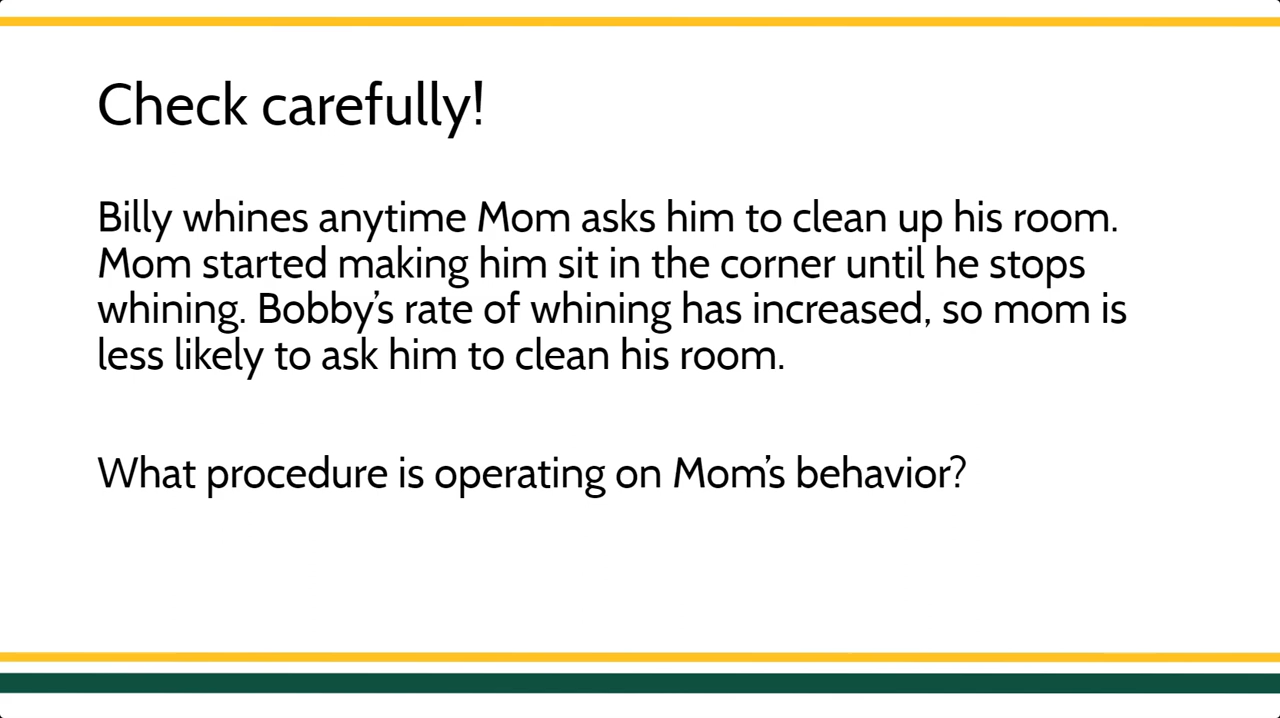 Check carefully!
Billy whines anytime Mom asks him to clean up his room.
Mom started making him sit in the corner until he stops
whining. Bobby’s rate of whining has increased, so mom is
less likely to ask him to clean his room.
What procedure is operating on Mom’s behavior?